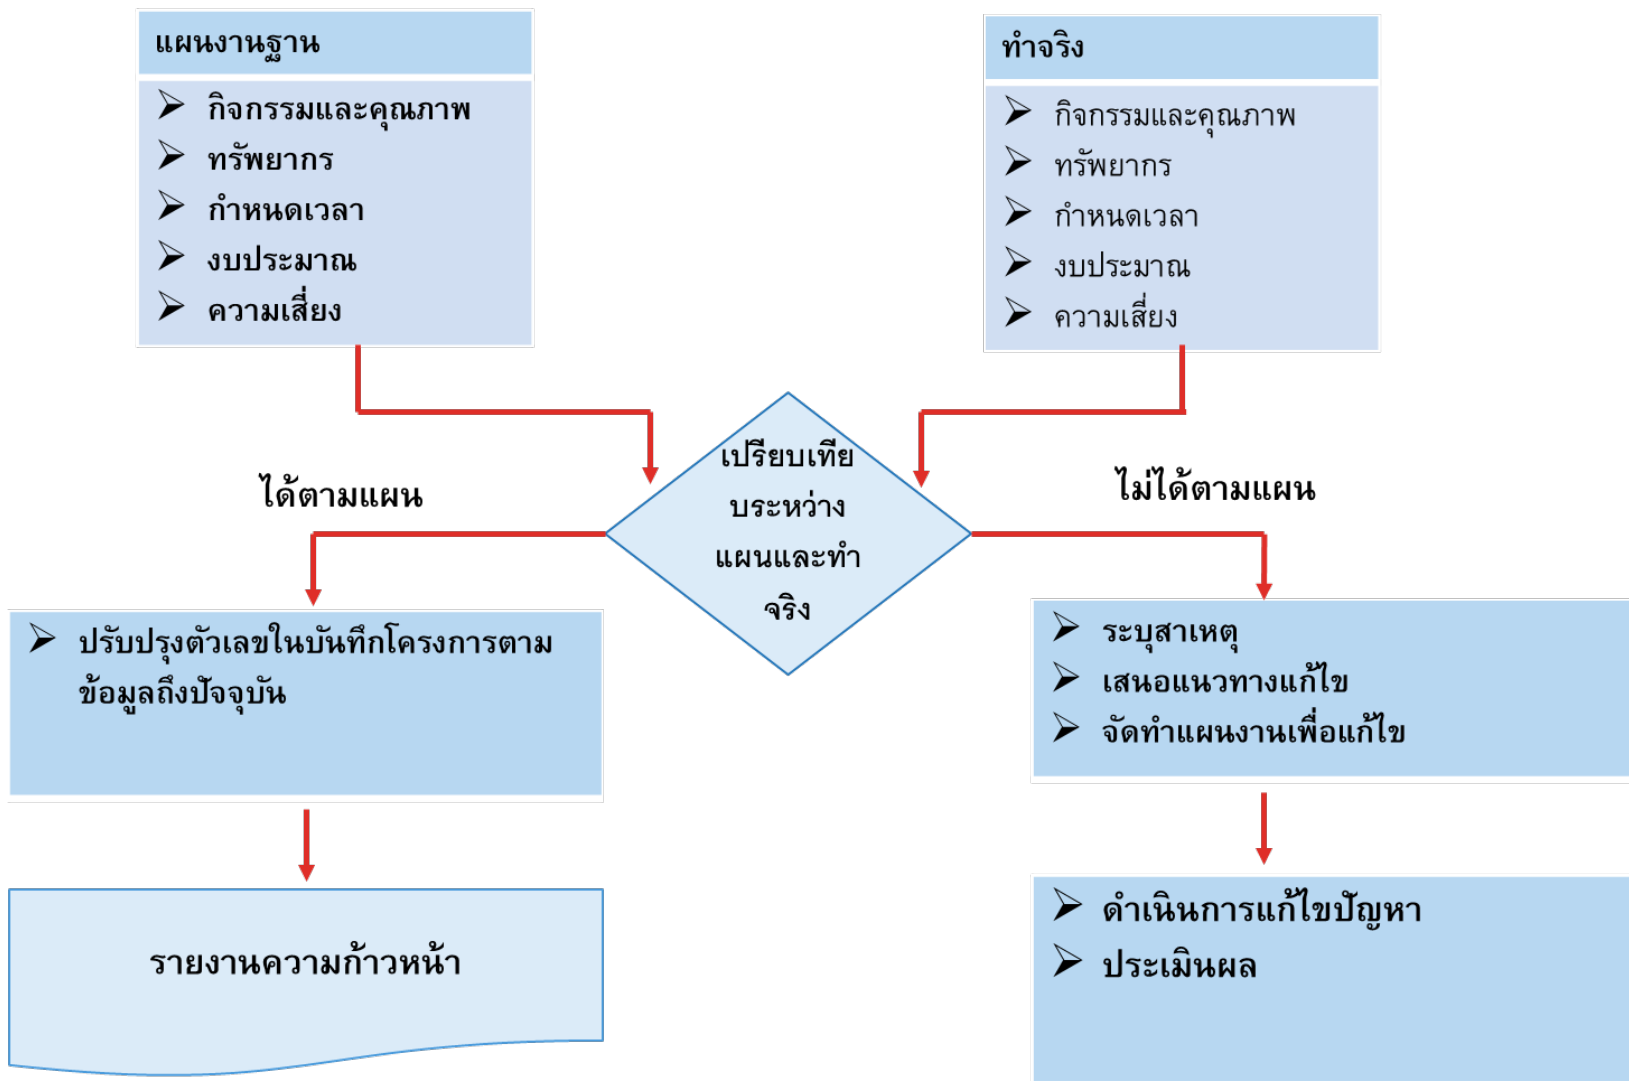 แผนงานฐาน
➢ กิจกรรมและคุณภาพ
➢ ทรัพยากร
➢ กำหนดเวลา
➢ งบประมาณ
➢ ความเสี่ยง
ทำจริง
➢ กิจกรรมและคุณภาพ
➢ ทรัพยากร
➢ กำหนดเวลา
➢ งบประมาณ
➢ ความเสี่ยง
เปรียบเทีย
บระหว่าง
แผนและทำ
จริง
ได้ตามแผน
ไม่ได้ตามแผน
➢ ปรับปรุงตัวเลขในบันทึกโครงการตาม
ข้อมูลถึงปัจจุบัน
➢ ระบุสาเหตุ
➢ เสนอแนวทางแก้ไข
➢ จัดทำแผนงานเพื่อแก้ไข
รายงานความก้าวหน้า
➢ ดำเนินการแก้ไขปัญหา
➢ ประเมินผล